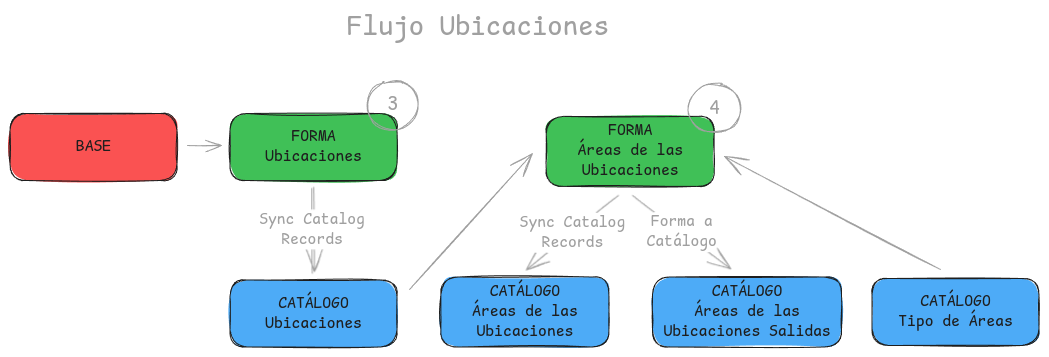 Flujo Ubicaciones
3
4
BASE
FORMA
Ubicaciones
FORMA
Áreas de las
Ubicaciones
Sync Catalog
Records
Sync Catalog
Records
Forma a
Catálogo
CATÁLOGO
Ubicaciones
CATÁLOGO
Áreas de las
Ubicaciones
CATÁLOGO
Áreas de las
Ubicaciones Salidas
CATÁLOGO
Tipo de Áreas